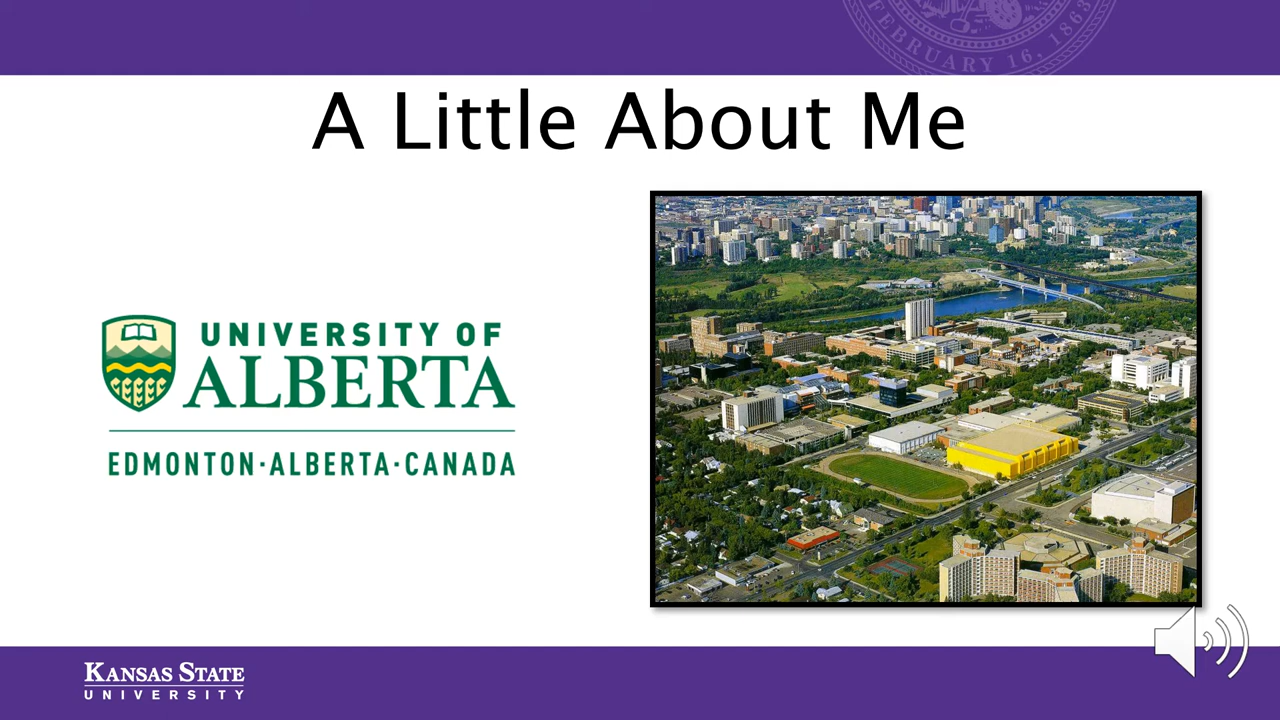 FEBRUARY 16, 1863
A Little About Me
UNIVERSITY OF
ALBERTA
EDMONTON·ALBERTA·CANADA
KANSAS STATE
UNIVERSITY